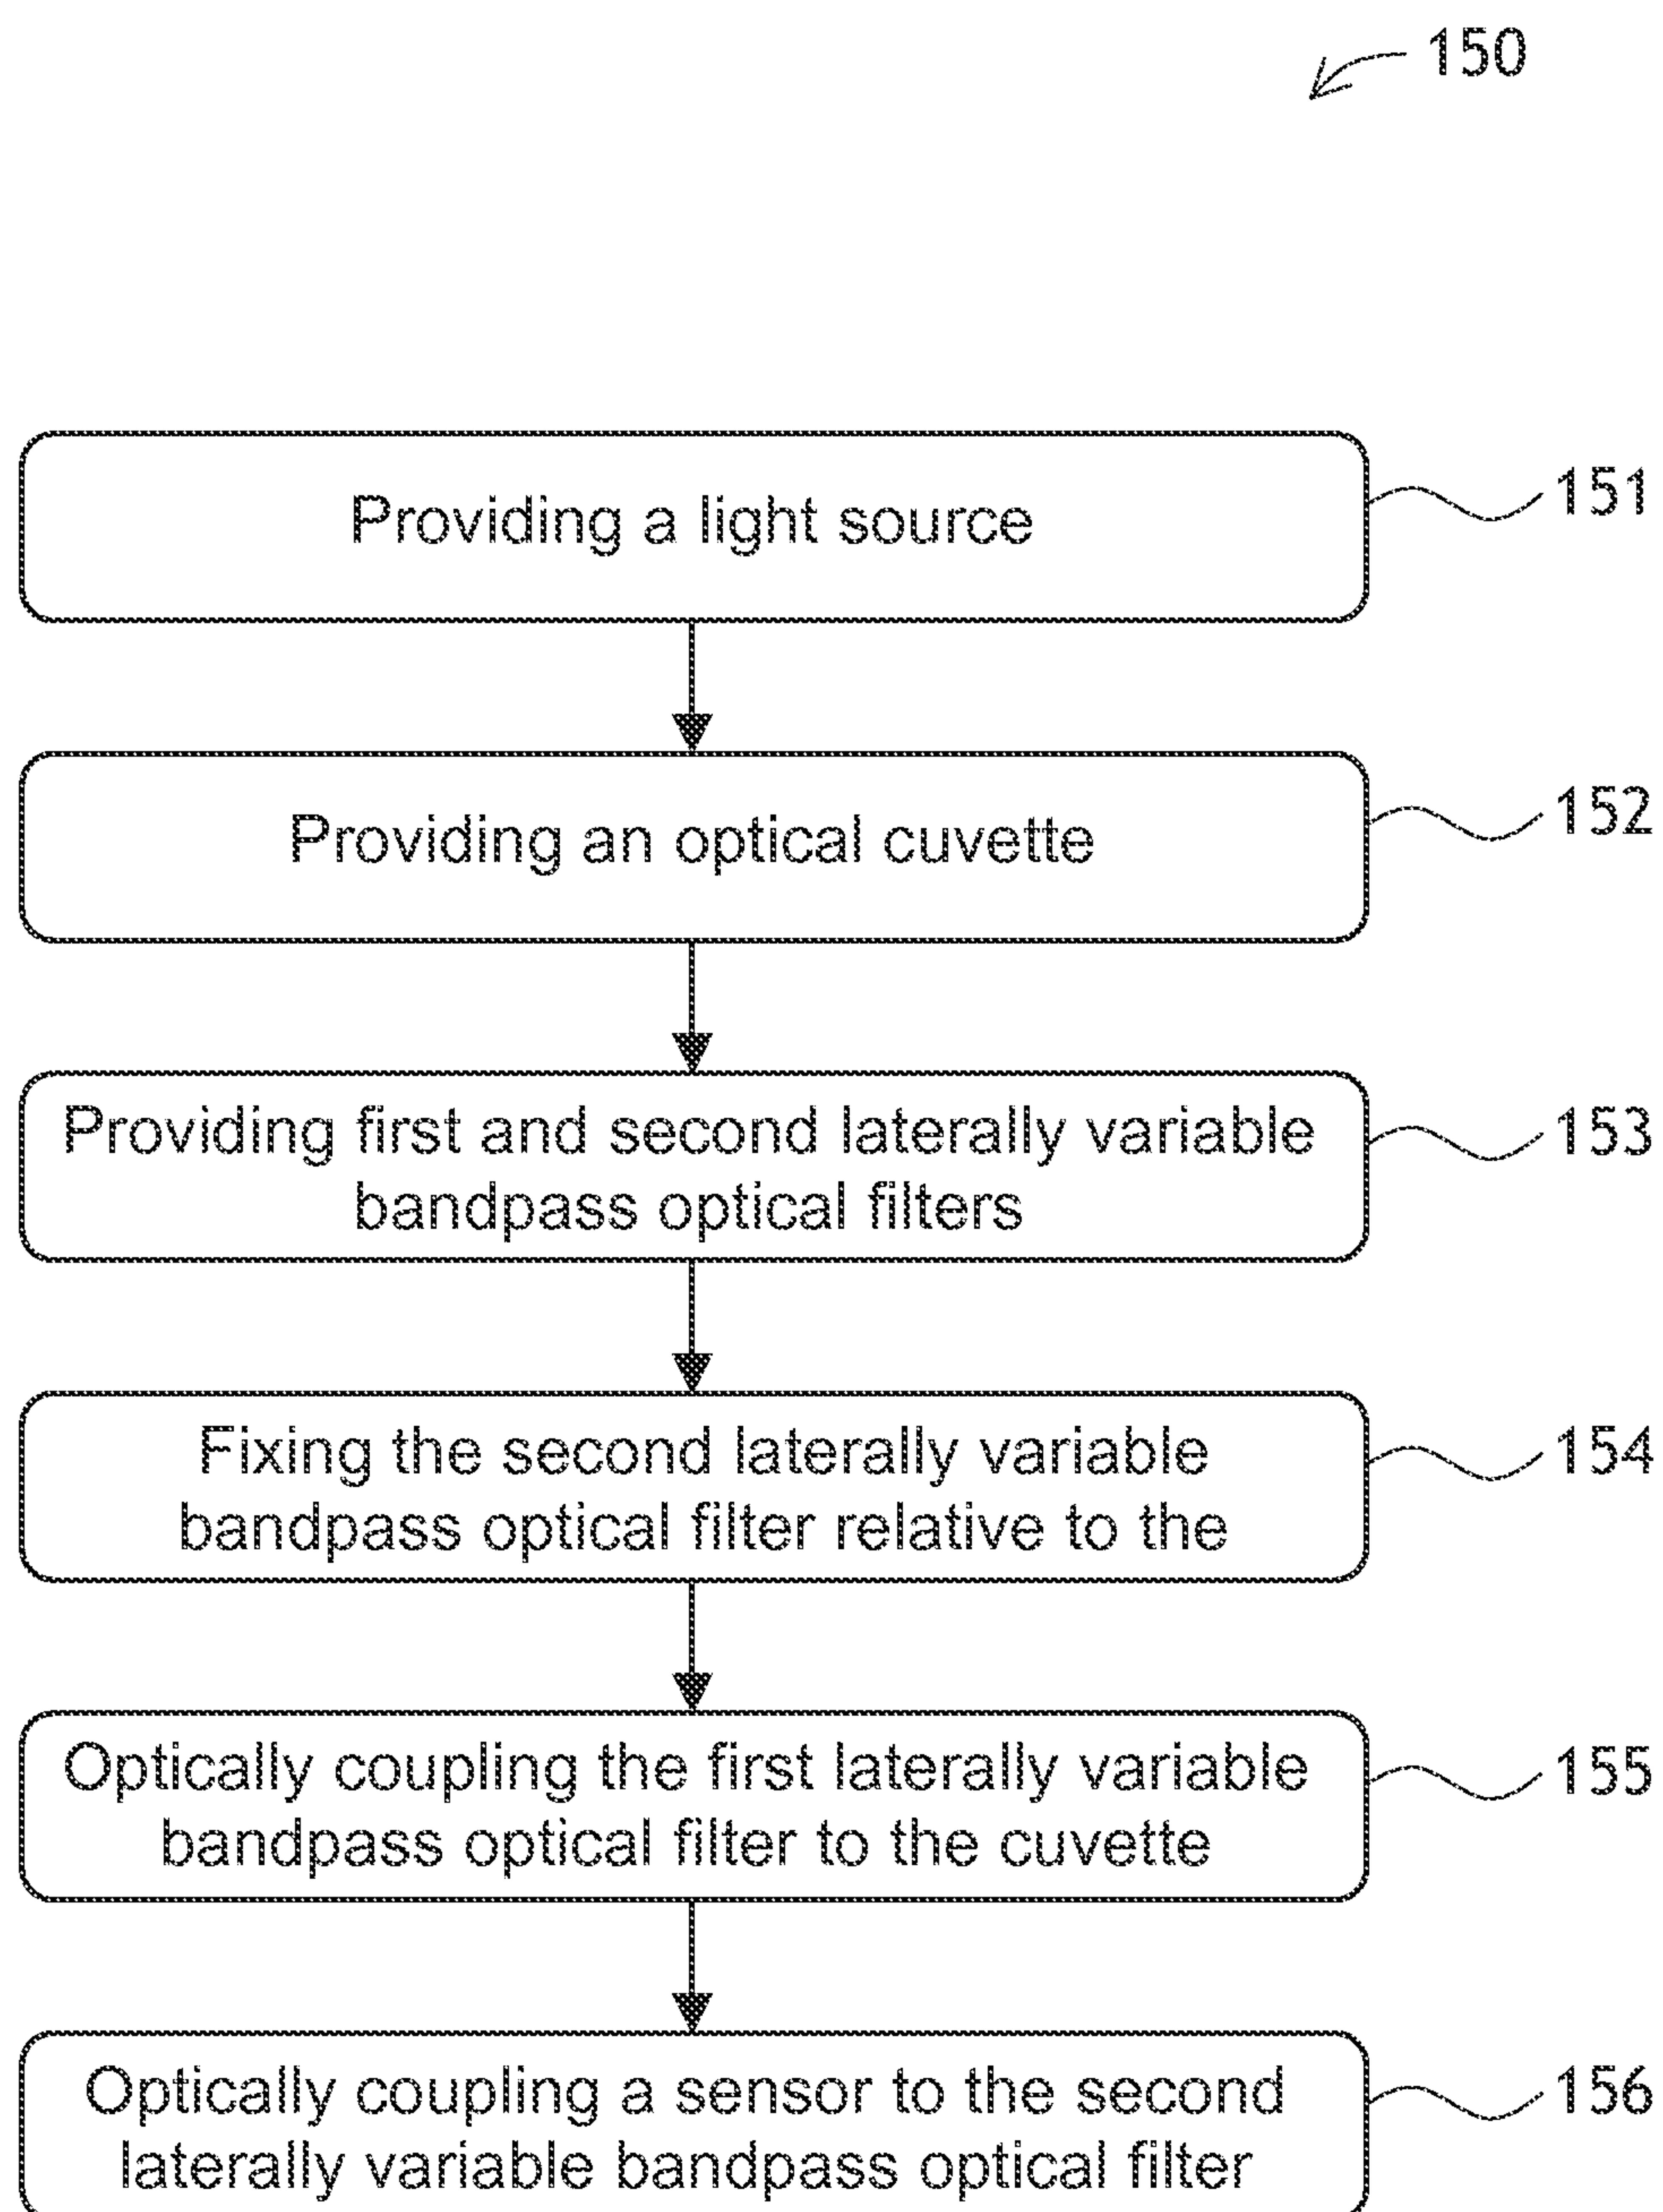 150
Providing a light source
151
Providing an optical cuvette
152
Providing first and second laterally variable
bandpass optical filters
153
Fixing the second laterally variable
bandpass optical filter relative to the
154
Optically coupling the first laterally variable
bandpass optical filter to the cuvette
155
Optically coupling a sensor to the second
laterally variable bandpass optical filter
156